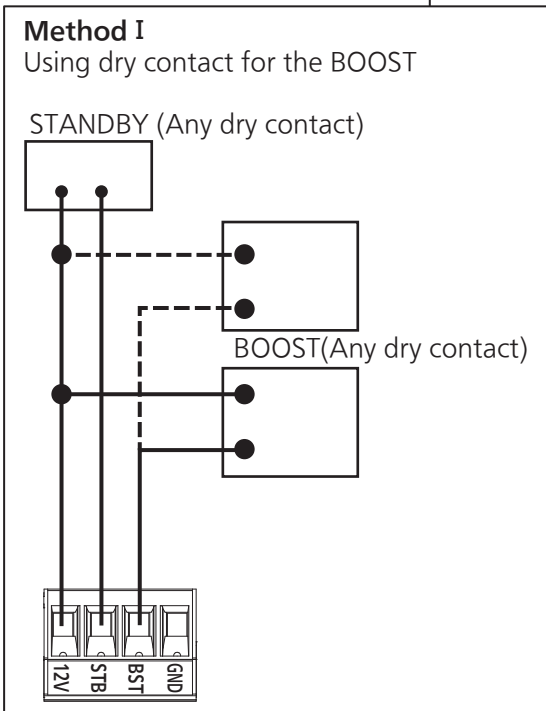 Method I
Using dry contact for the BOOST
STANDBY (Any dry contact)
BOOST(Any dry contact)
12V
STB
BST
GND